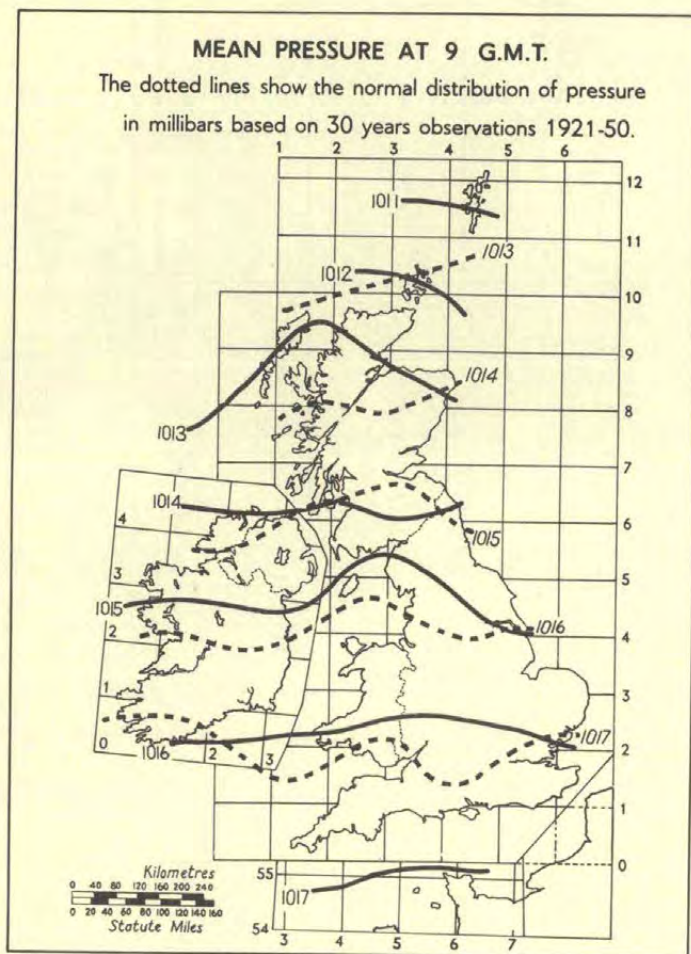 MEAN PRESSURE AT 9 G.M.T.
The dotted lines show the normal distribution of pressure
in millibars based on 30 years observations 1921-50.
1 2 3 4 5 6
12
1011
11
1013
1012
10
9
1014
8
1013
7
1014
4 6
1015
3 5
1015
1016
2 4
1 3
1017
0 1016 2 3 2
1
0
Kilometres
55
0 40 80 120 160 200 240
1017
0 20 40 60 80 100 120 140 160
Statute Miles
54
3 4 5 6 7